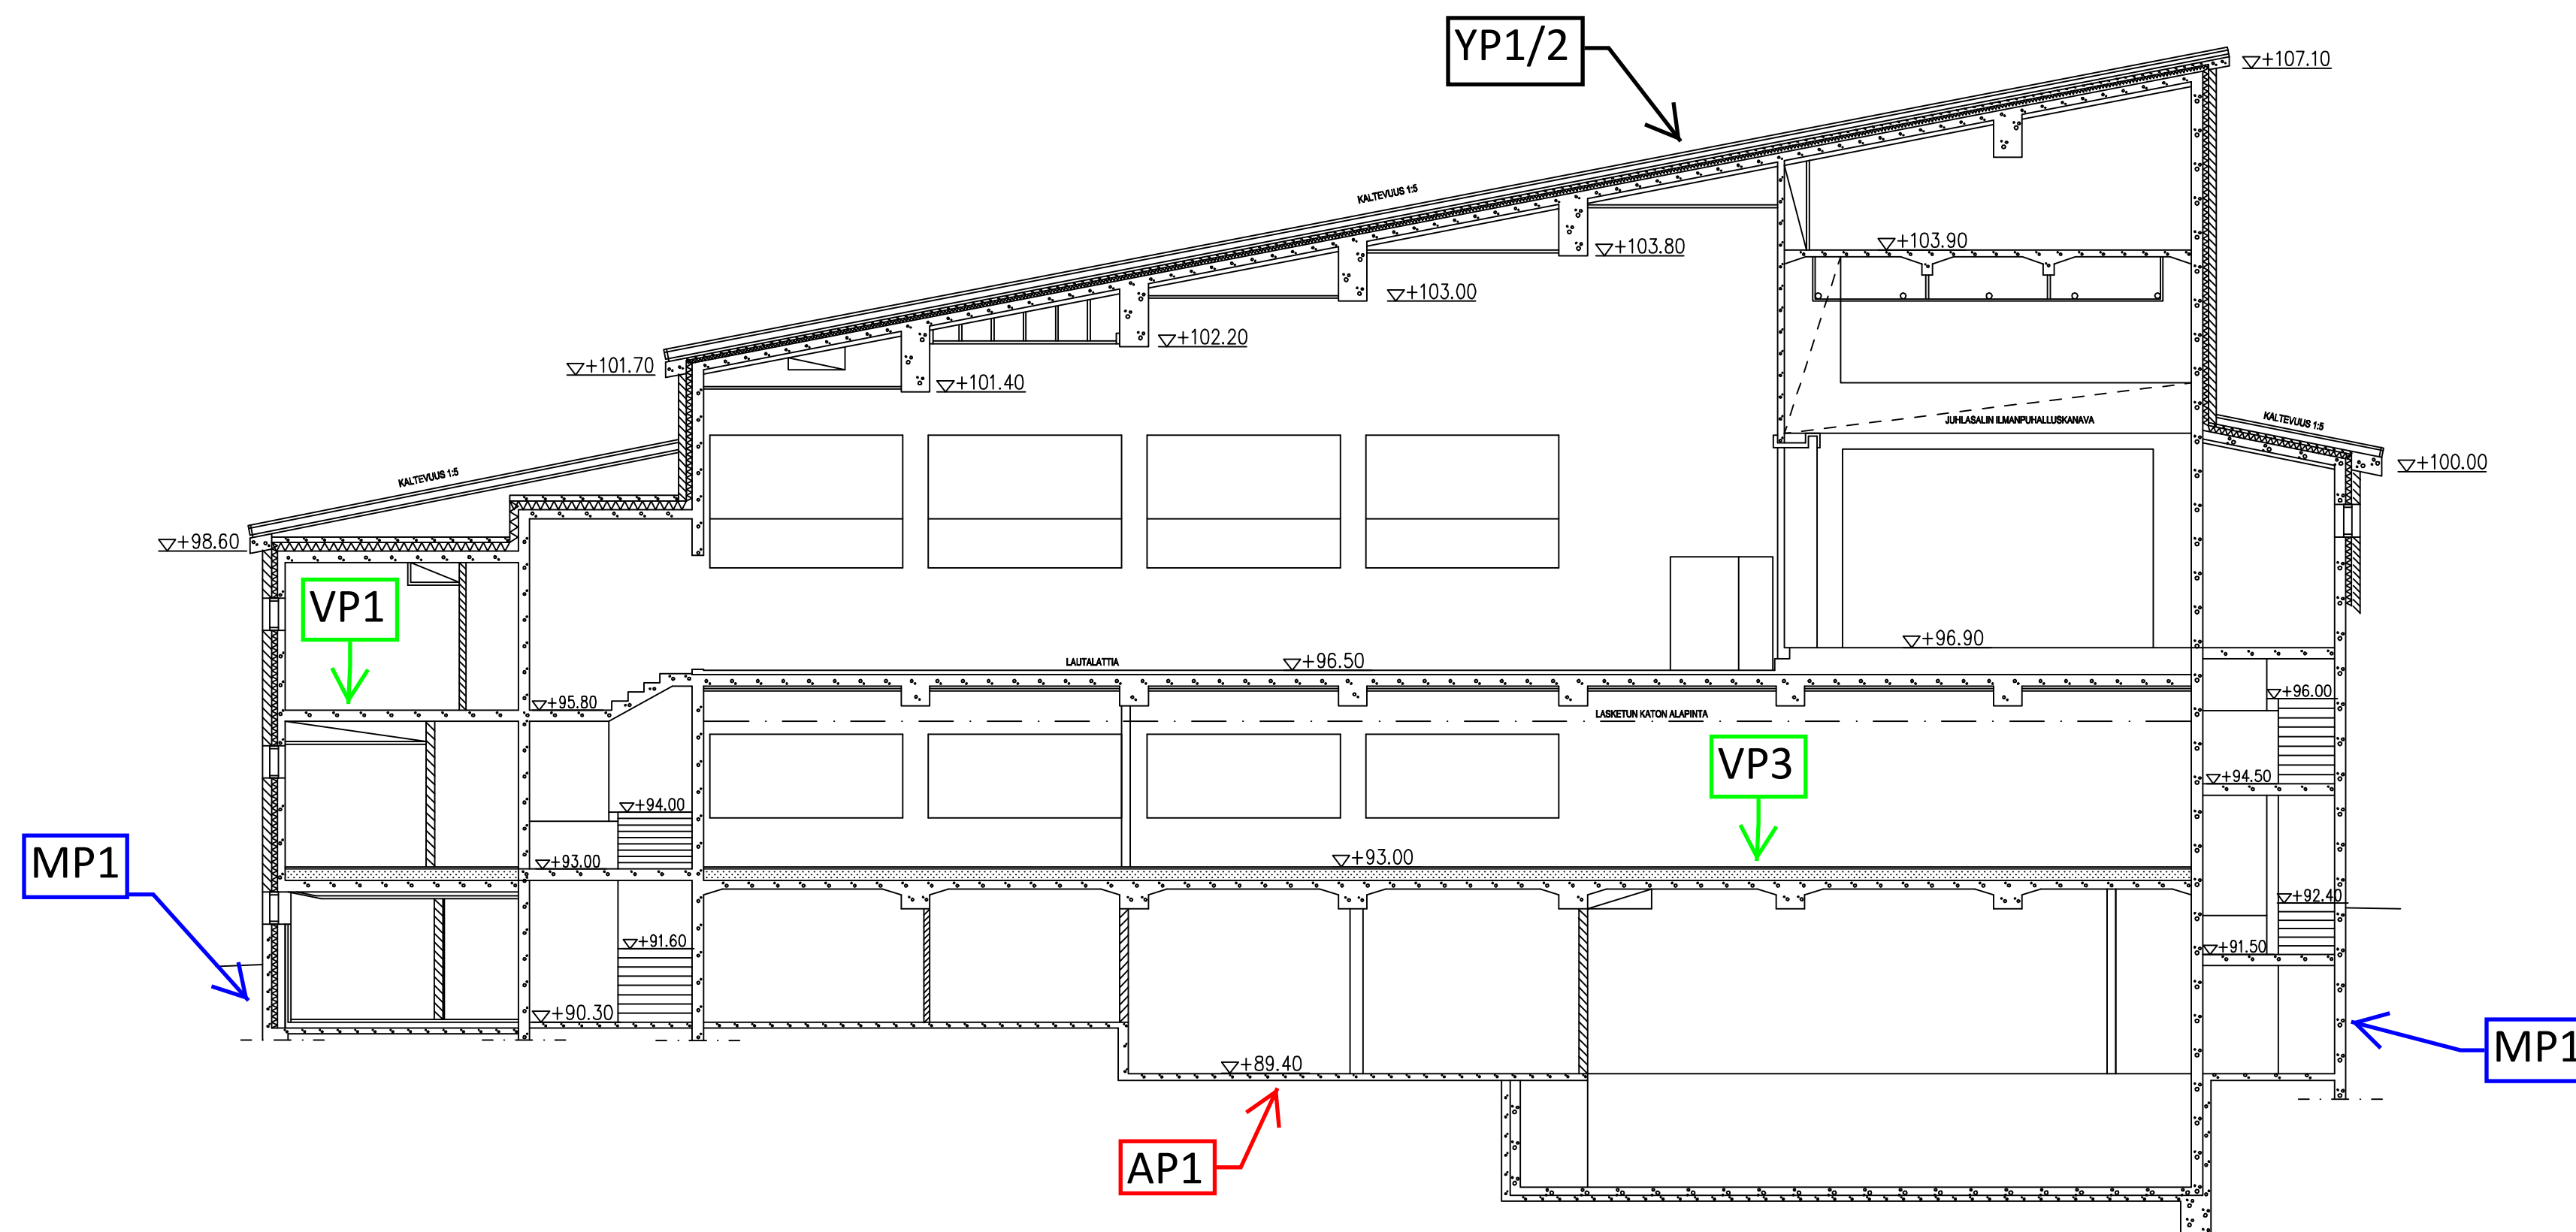 YP1/2
+107.10
KALTEVUUS 1:5
+103.90
+103.80
+103.00
+102.20
+101.70
+101.40
JUHLASALIN ILMANPUHALLUSKANAVA
KALTEVUUS 1:5
+100.00
KALTEVUUS 1:5
+98.60
VP1
+96.90
LAUTALATTIA
+96.50
+96.00
+95.80
LASKETUN KATON ALAPINTA
VP3
+94.50
+94.00
MP1
+93.00
+93.00
+92.40
+91.60
+91.50
+90.30
MP1
+89.40
AP1